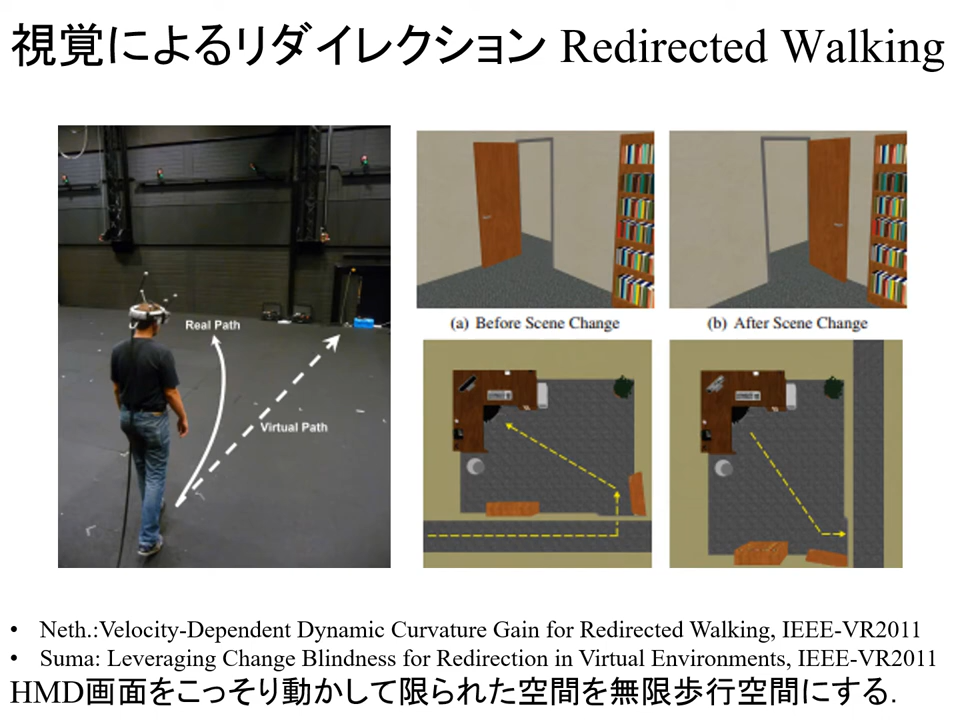 視覚によるリダイレクション Redirected Walking
Real Path
Virtual Path
(a) Before Scene Change
(b) After Scene Change
• Neth.:Velocity-Dependent Dynamic Curvature Gain for Redirected Walking, IEEE-VR2011
• Suma: Leveraging Change Blindness for Redirection in Virtual Environments, IEEE-VR2011
HMD画面をこっそり動かして限られた空間を無限歩行空間にする.